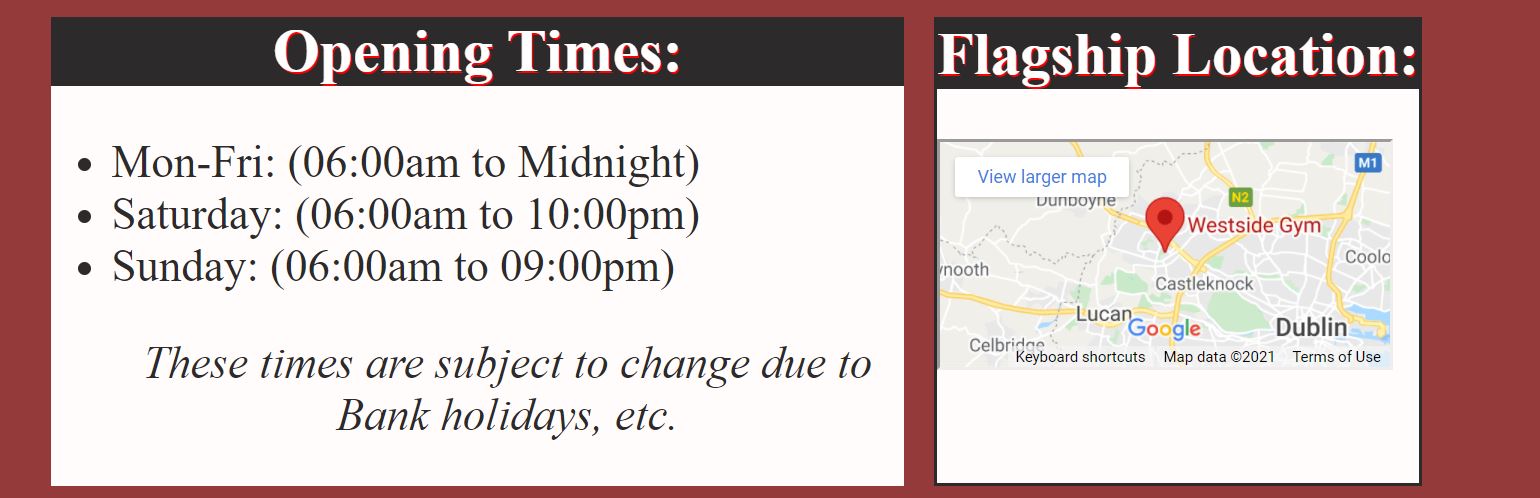 Opening Times:
Mon-Fri: (06:00am to Midnight)
Saturday: (06:00am to 10:00pm)
Sunday: (06:00am to 09:00pm)
These times are subject to change due to
Bank holidays, etc.
Flagship Location:
View larger map
M1
Dunboyne
N2
Westside Gym
ynooth
Coolo
Castleknock
Lucan
Google
Dublin
Celbridge
Keyboard shortcuts Map data ©2021 Terms of Use